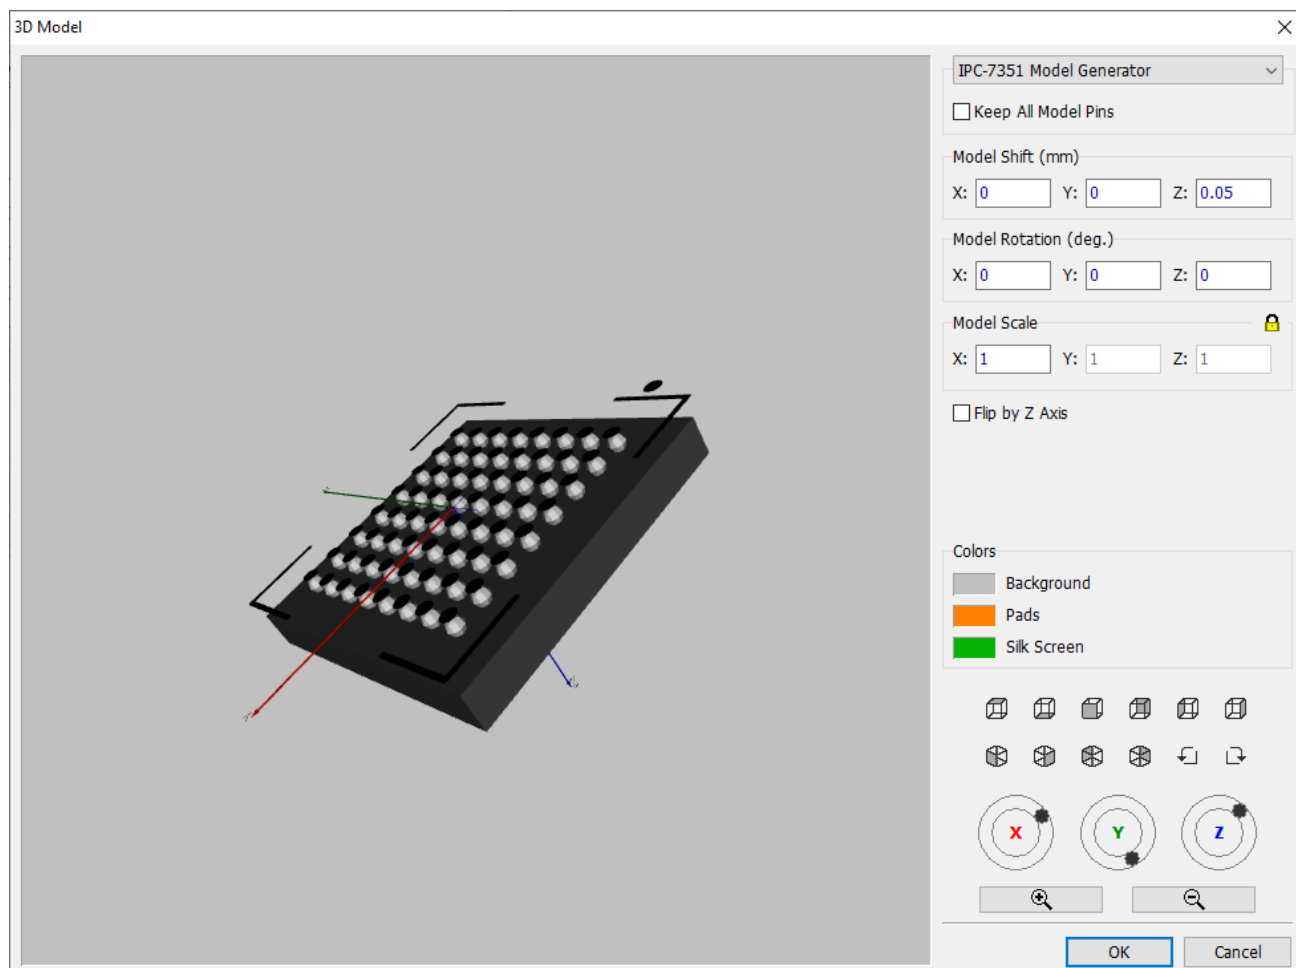 3D Model
IPC-7351 Model Generator
Keep All Model Pins
Model Shift (mm)
X: 0 Y: 0 Z: 0.05
Model Rotation (deg.)
X: 0 Y: 0 Z: 0
Model Scale
X: 1 Y: 1 Z: 1
Flip by Z Axis
Colors
Background
Pads
Silk Screen
X Y Z
OK Cancel